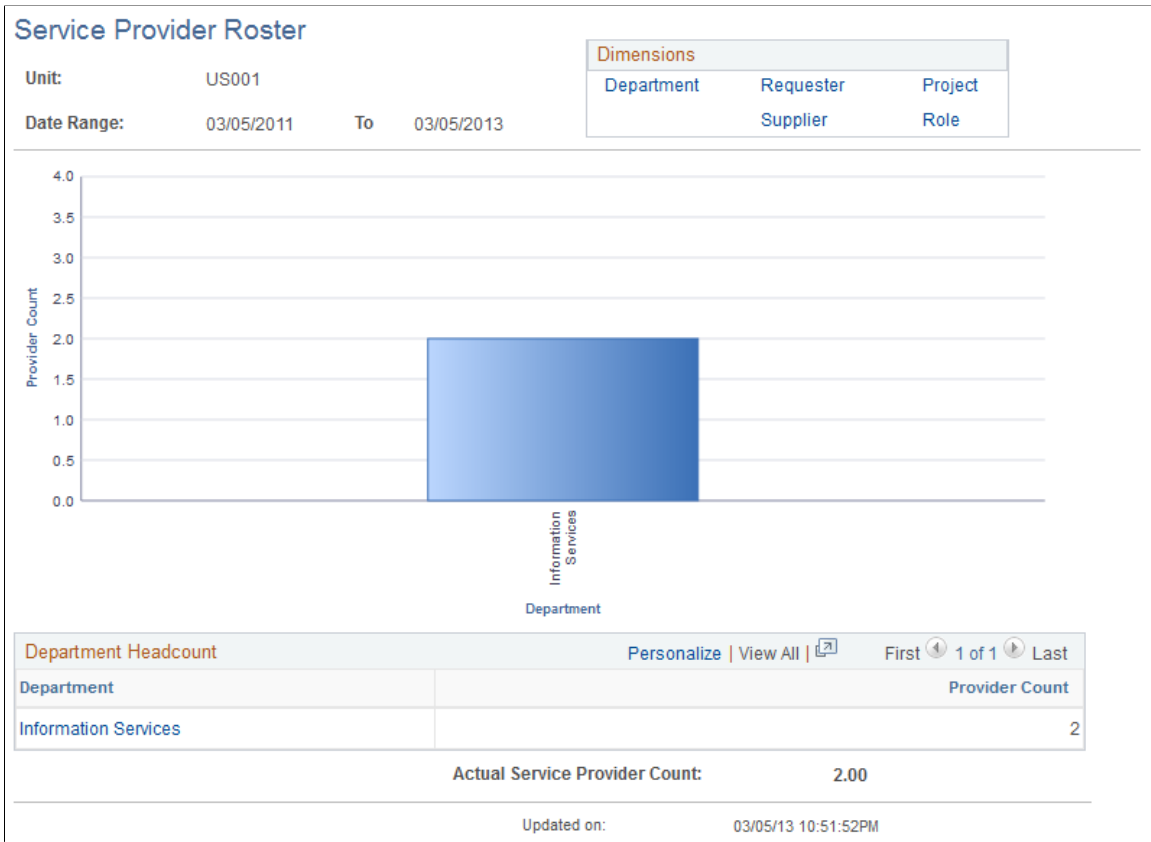 Service Provider Roster
Dimensions
Unit: US001
Department Requester Project
Date Range: 03/05/2011 To 03/05/2013
Supplier Role
4.0
3.5
3.0
2.5
2.0
1.5
1.0
0.5
0.0
Provider Count
Information
Services
Department
Department Headcount Personalize | View All | First 1 of 1 Last
Department Provider Count
Information Services 2
Actual Service Provider Count: 2.00
Updated on: 03/05/13 10:51:52PM